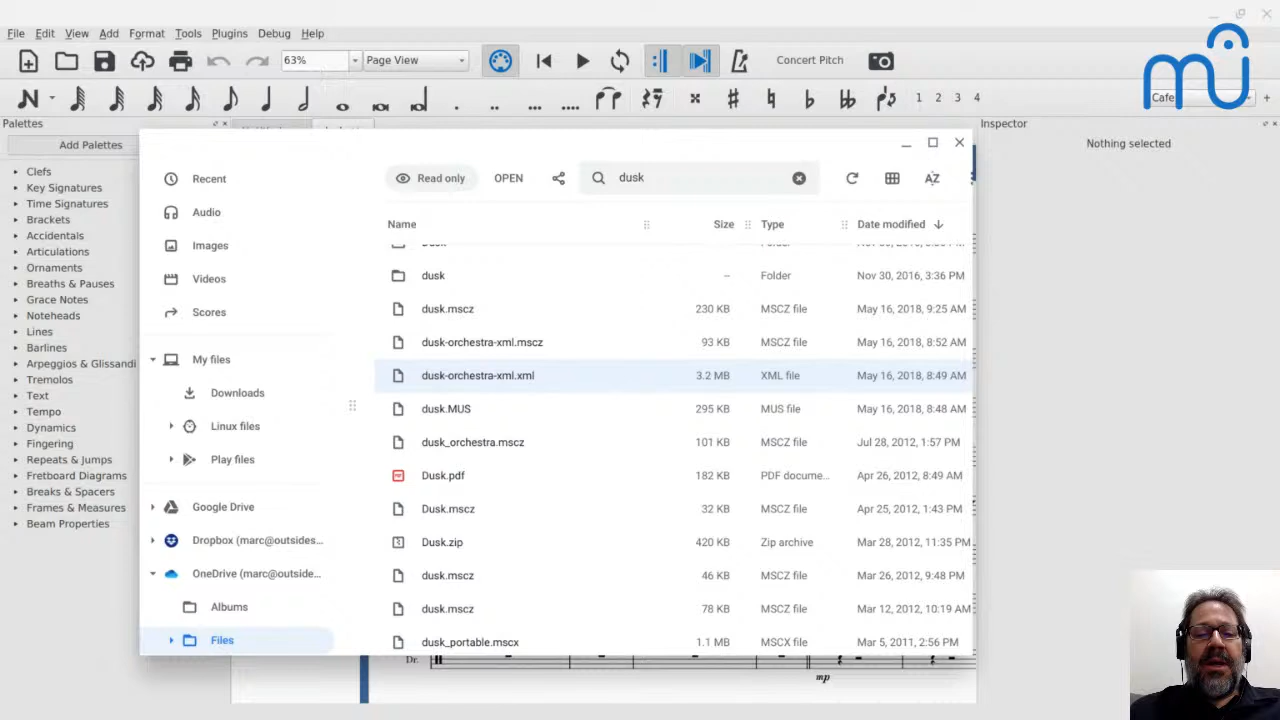 File Edit View Add Format Tools Plugins Debug Help
63% Page View Concert Pitch
1 2 3 4 Cafe +
Palettes
Inspector
Add Palettes
Nothing selected
Clefs
Key Signatures
Time Signatures
Brackets
Accidentals
Articulations
Ornaments
Breaths & Pauses
Grace Notes
Noteheads
Lines
Barlines
Arpeggios & Glissandi
Tremolos
Text
Tempo
Dynamics
Fingering
Repeats & Jumps
Fretboard Diagrams
Breaks & Spacers
Frames & Measures
Beam Properties
Recent
Audio
Images
Videos
Scores
My files
Downloads
Linux files
Play files
Google Drive
Dropbox (marc@outsides...
OneDrive (marc@outside...
Albums
Files
Read only OPEN dusk AZ
Name Size Type Date modified
dusk -- Folder Nov 30, 2016, 3:36 PM
dusk.mscz 230 KB MSCZ file May 16, 2018, 9:25 AM
dusk-orchestra-xml.mscz 93 KB MSCZ file May 16, 2018, 8:52 AM
dusk-orchestra-xml.xml 3.2 MB XML file May 16, 2018, 8:49 AM
dusk.MUS 295 KB MUS file May 16, 2018, 8:48 AM
dusk_orchestra.mscz 101 KB MSCZ file Jul 28, 2012, 1:57 PM
Dusk.pdf 182 KB PDF docume... Apr 26, 2012, 8:49 AM
Dusk.mscz 32 KB MSCZ file Apr 25, 2012, 1:43 PM
Dusk.zip 420 KB Zip archive Mar 28, 2012, 11:35 PM
dusk.mscz 46 KB MSCZ file Mar 26, 2012, 9:48 PM
dusk.mscz 78 KB MSCZ file Mar 12, 2012, 10:19 AM
dusk_portable.mscx 1.1 MB MSCX file Mar 5, 2011, 2:56 PM
Dr.
mp